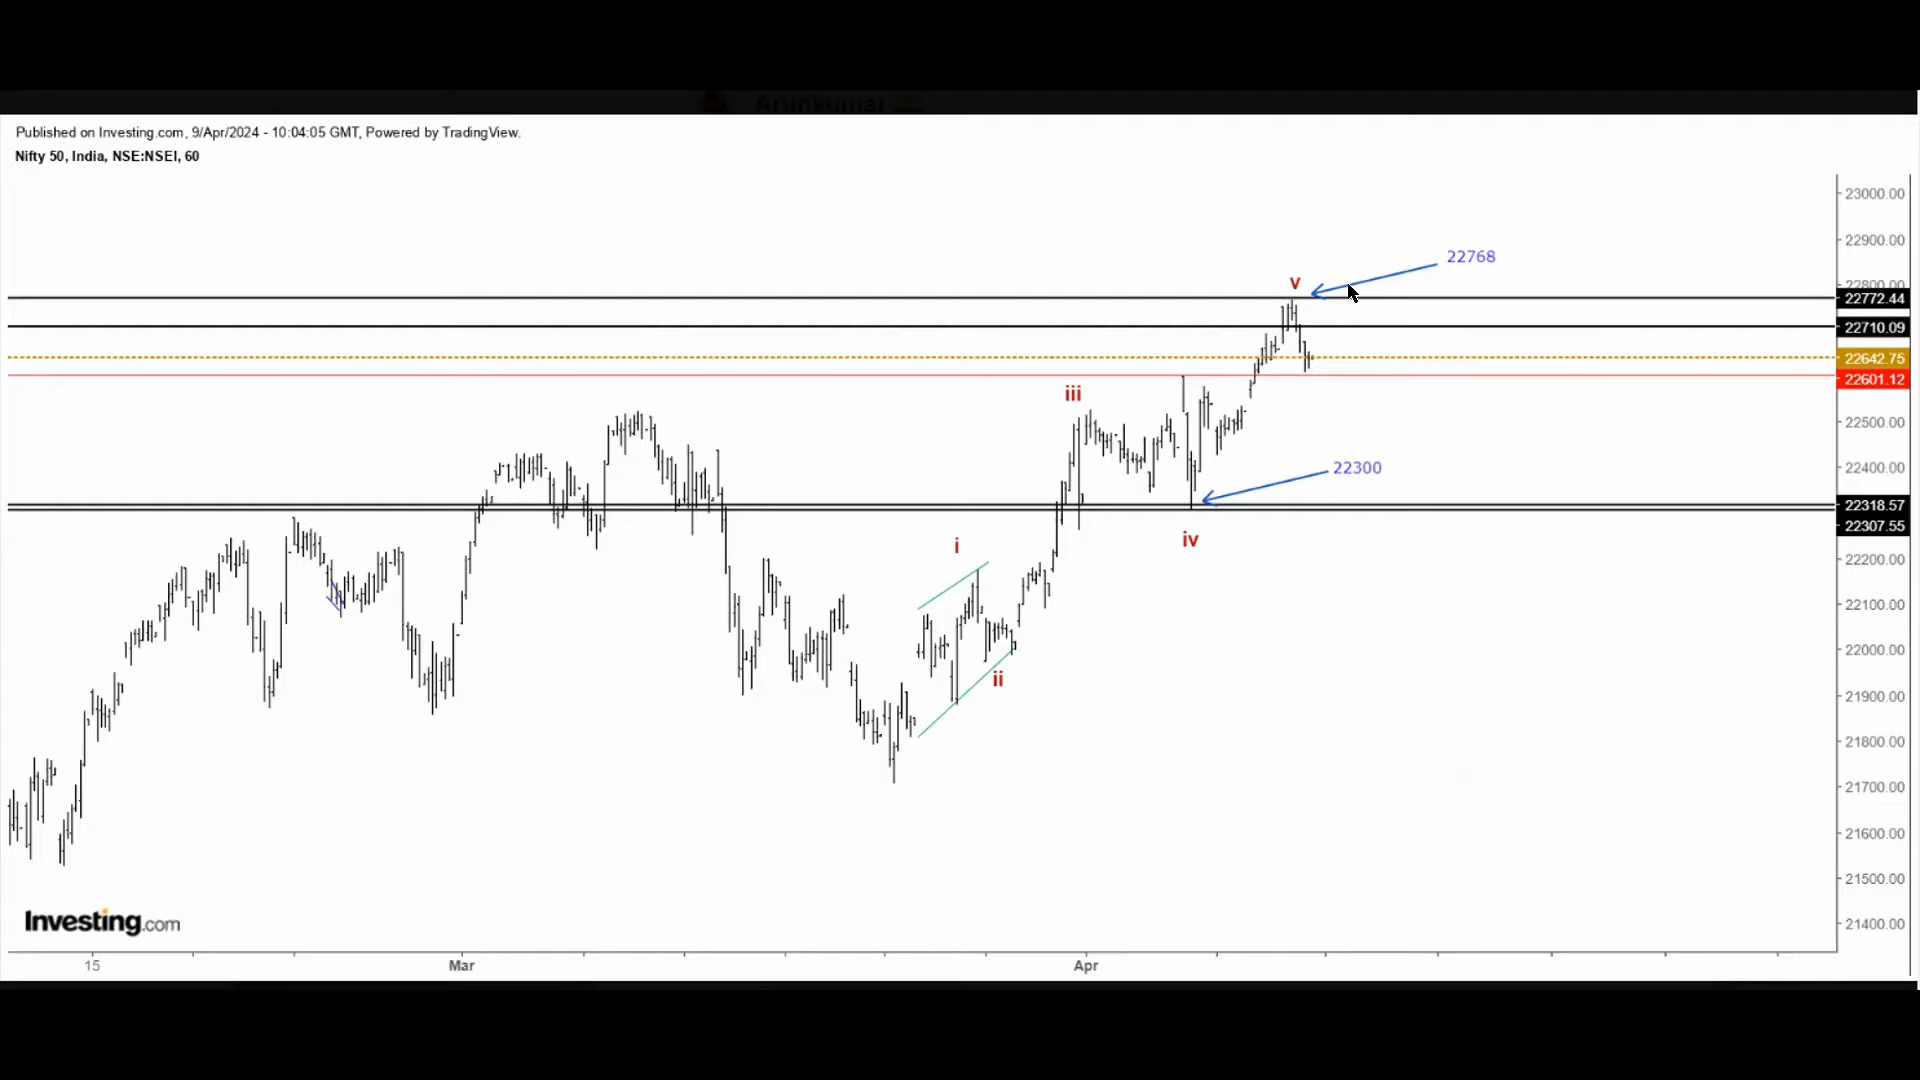 Arunkumar
Published on Investing.com, 9/Apr/2024 - 10:04:05 GMT, Powered by TradingView.
Nifty 50, India, NSE:NSEI, 60
23000.00
22900.00
22768
v
22800.00
22772.44
22710.09
22642.75
22601.12
iii
22500.00
22400.00
22300
22318.57
22307.55
iv
i
22200.00
22100.00
22000.00
ii
21900.00
21800.00
21700.00
21600.00
21500.00
21400.00
Investing.com
15 Mar Apr